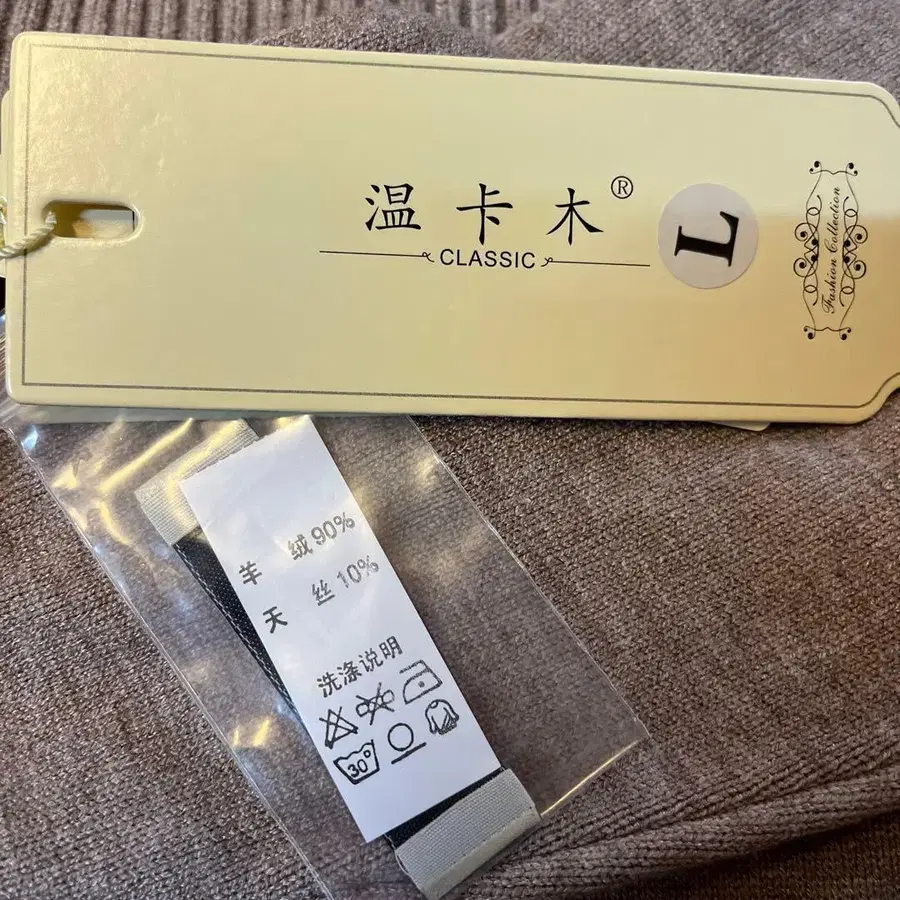 温卡木®
CLASSIC
L
Fashion Collection
羊 绒 90%
天 丝 10%
洗涤说明
30°